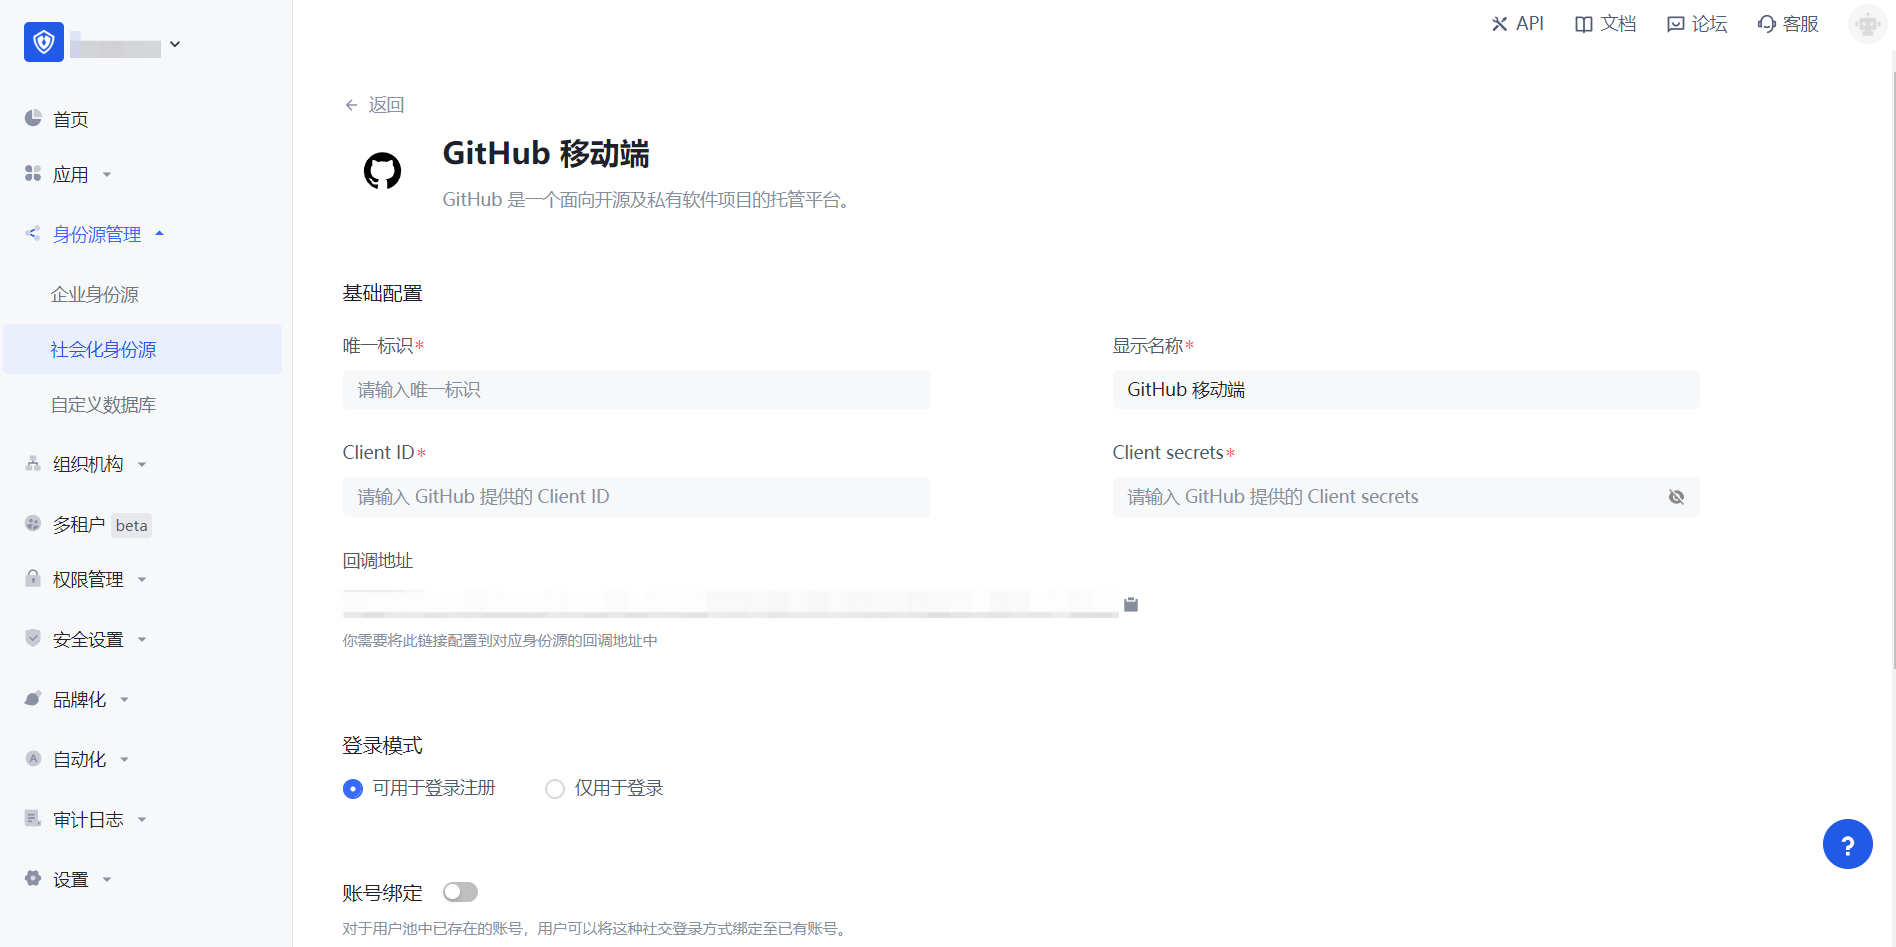 API
文档
论坛
客服
首页
应用
身份源管理
企业身份源
社会化身份源
自定义数据库
组织机构
多租户 beta
权限管理
安全设置
品牌化
自动化
审计日志
设置
返回
GitHub 移动端
GitHub 是一个面向开源及私有软件项目的托管平台。
基础配置
唯一标识*
请输入唯一标识
显示名称*
GitHub 移动端
Client ID*
请输入 GitHub 提供的 Client ID
Client secrets*
请输入 GitHub 提供的 Client secrets
回调地址
你需要将此链接配置到对应身份源的回调地址中
登录模式
可用于登录注册
仅用于登录
账号绑定
对于用户池中已存在的账号，用户可以将这种社交登录方式绑定至已有账号。
?